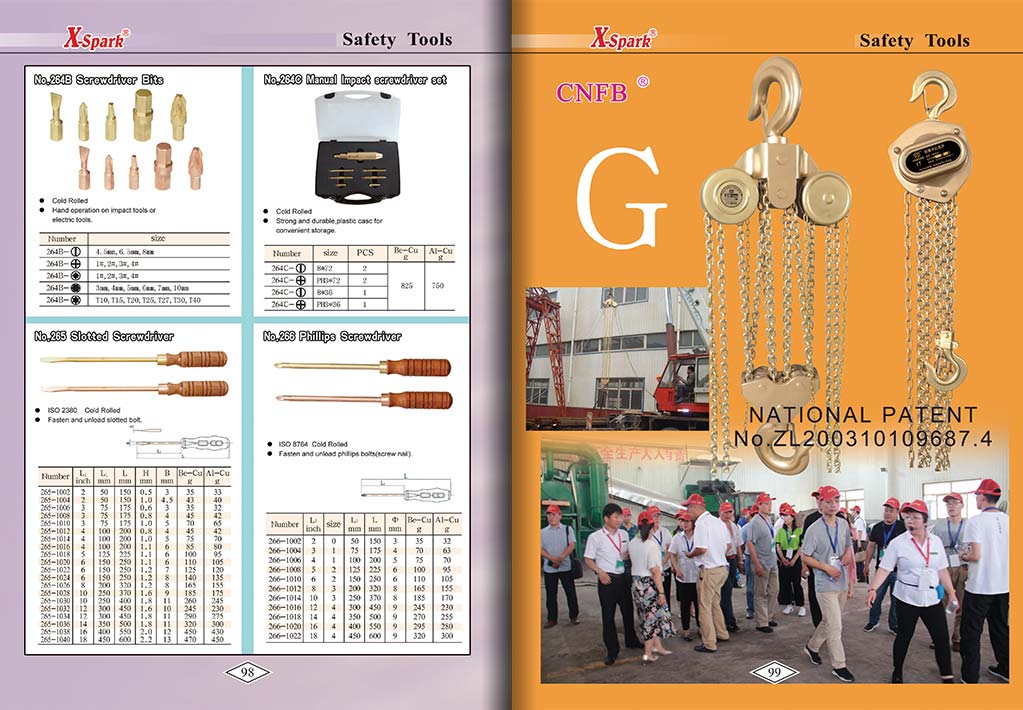 X-Spark®
Safety Tools
No,264B Screwdriver Bits
● Cold Rolled
● Hand operation on impact tools or
electric tools.
Number size
264B- 4.5mm, 6.5mm, 8mm
264B- 1#, 2#, 3#, 4#
264B- 1#, 2#, 3#, 4#
264B- 3mm, 4mm, 5mm, 6mm, 7mm, 10mm
264B- T10, T15, T20, T25, T27, T30, T40
No,264C Manual Impact screwdriver set
● Cold Rolled
● Strong and durable,plastic casc for
convenient storage.
Number size PCS Be-Cu g Al-Cu g
264C- 8*72 2 825 750
264C- PH3*72 2
264C- 8*36 1
264C- PH3*36 1
No,265 Slotted Screwdriver
● ISO 2380 Cold Rolled
● Fasten and unload slotted bolt.
Number L1 inch L1 mm L mm H mm B mm Be-Cu g Al-Cu g
265-1002 2 50 150 0.5 3 35 33
265-1004 2 50 150 1.0 4.5 43 40
265-1006 3 75 175 0.6 3 35 32
265-1008 3 75 175 0.8 4 45 42
265-1010 3 75 175 1.0 5 70 65
265-1012 4 100 200 0.8 4 45 42
265-1014 4 100 200 1.0 5 75 70
265-1016 4 100 200 1.1 6 85 80
265-1018 5 125 225 1.1 6 100 95
265-1020 6 150 250 1.1 6 110 105
265-1022 6 150 250 1.2 7 125 120
265-1024 6 150 250 1.2 8 140 135
265-1026 8 200 320 1.2 8 165 155
265-1028 10 250 370 1.6 9 185 175
265-1030 10 250 400 1.8 11 260 245
265-1032 12 300 450 1.6 10 245 230
265-1034 12 300 450 1.8 11 290 275
265-1036 14 350 500 1.8 11 320 300
265-1038 16 400 550 2.0 12 450 430
265-1040 18 450 600 2.2 13 470 450
No,266 Phillips Screwdriver
● ISO 8764 Cold Rolled
● Fasten and unload phillips bolts(screw nail).
Number L1 inch size L1 mm L mm Φ mm Be-Cu g Al-Cu g
266-1002 2 0 50 150 3 35 32
266-1004 3 1 75 175 4 70 63
266-1006 4 1 100 200 5 75 70
266-1008 5 2 125 225 6 100 95
266-1010 6 2 150 250 6 110 105
266-1012 8 3 200 320 8 165 155
266-1014 10 3 250 370 8 185 170
266-1016 12 4 300 450 9 245 230
266-1018 14 4 350 500 9 270 255
266-1020 16 4 400 550 9 295 280
266-1022 18 4 450 600 9 320 300
98
X-Spark®
Safety Tools
CNFB ®
G
NATIONAL PATENT
No.ZL200310109687.4
全生产人人有责
99